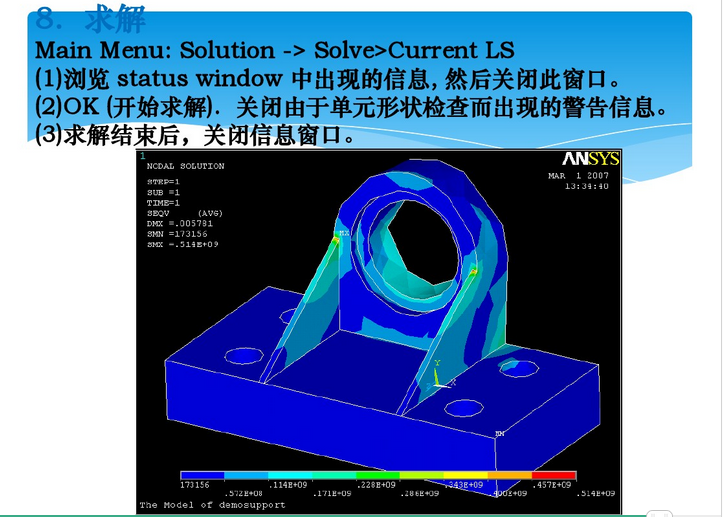 8. 求解
Main Menu: Solution -> Solve>Current LS
(1)浏览 status window 中出现的信息, 然后关闭此窗口。
(2)OK (开始求解). 关闭由于单元形状检查而出现的警告信息。
(3)求解结束后, 关闭信息窗口。
1
NODAL SOLUTION
ANSYS
MAR 1 2007
13:34:40
STEP=1
SUB =1
TIME=1
SEQV (AVG)
DMX =.005781
SMN =173156
SMX =.514E+09
MX
Y
X
Z
MN
173156 .114E+09 .228E+09 .343E+09 .457E+09
.572E+08 .171E+09 .286E+09 .400E+09 .514E+09
The Model of demosupport